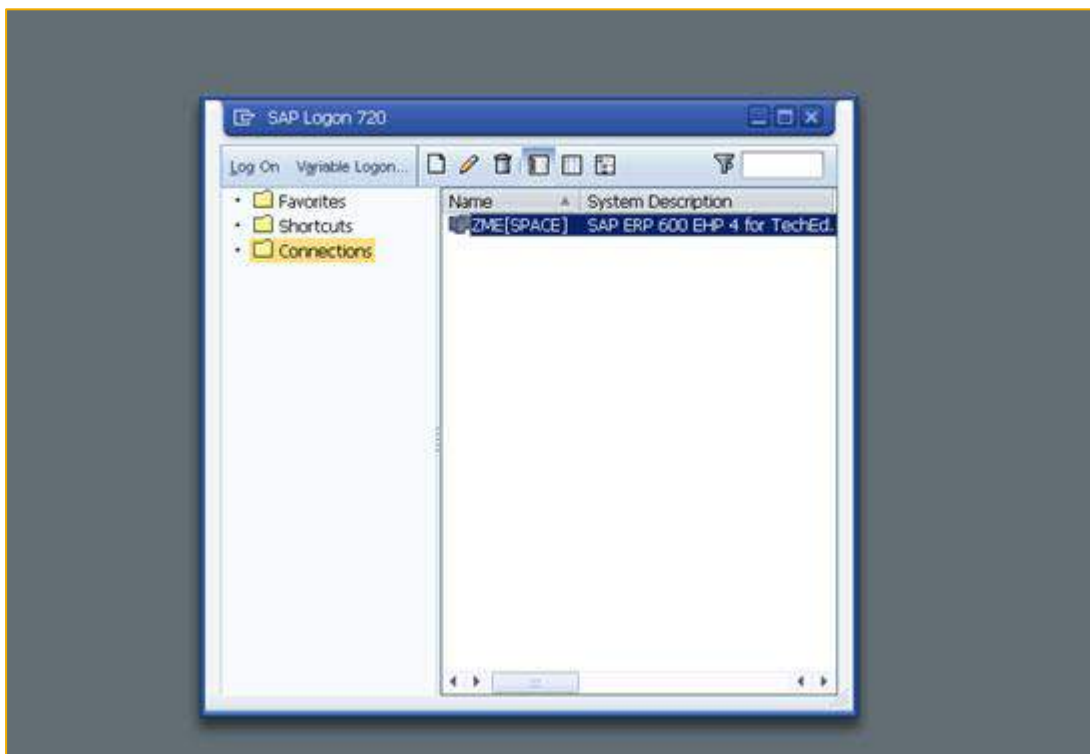 SAP Logon 720
Log On Variable Logon...
Favorites
Shortcuts
Connections
Name System Description
ZME[SPACE] SAP ERP 600 EHP 4 for TechEd.